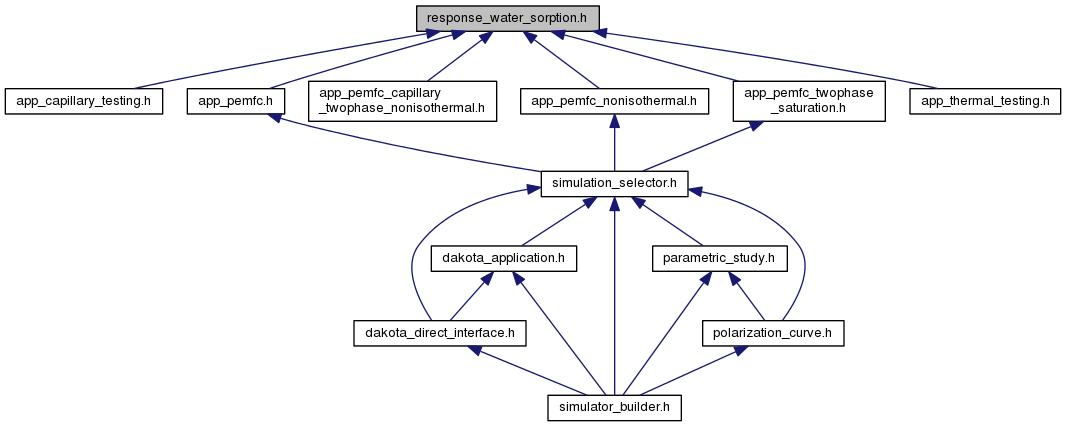 response_water_sorption.h
app_capillary_testing.h
app_pemfc.h
app_pemfc_capillary
_twophase_nonisothermal.h
app_pemfc_nonisothermal.h
app_pemfc_twophase
_saturation.h
app_thermal_testing.h
simulation_selector.h
dakota_application.h
parametric_study.h
dakota_direct_interface.h
polarization_curve.h
simulator_builder.h